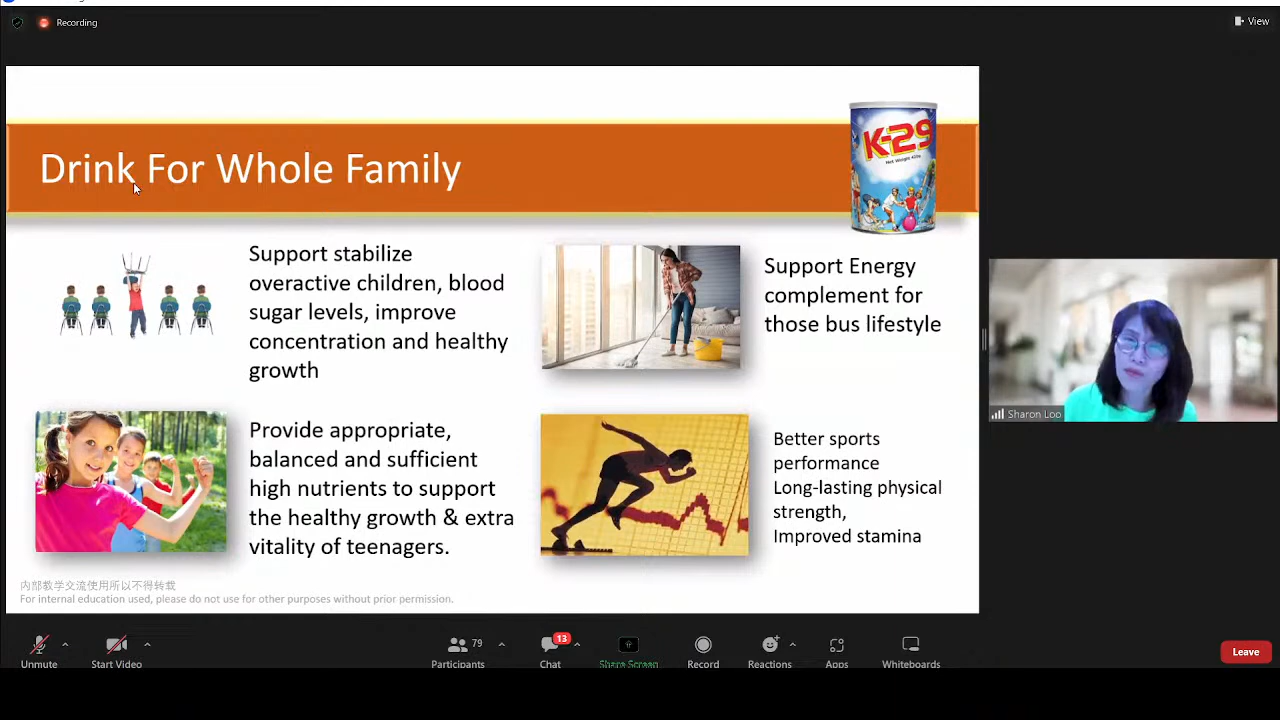 Recording
View
Drink For Whole Family
K-29
Support stabilize
overactive children, blood
sugar levels, improve
concentration and healthy
growth
Support Energy
complement for
those bus lifestyle
Provide appropriate,
balanced and sufficient
high nutrients to support
the healthy growth & extra
vitality of teenagers.
Better sports
performance
Long-lasting physical
strength,
Improved stamina
Sharon Loo
内部教学交流使用所以不得转载
For internal education used, please do not use for other purposes without prior permission.
79
13
Unmute
Start Video
Participants
Chat
Share Screen
Record
Reactions
Apps
Whiteboards
Leave